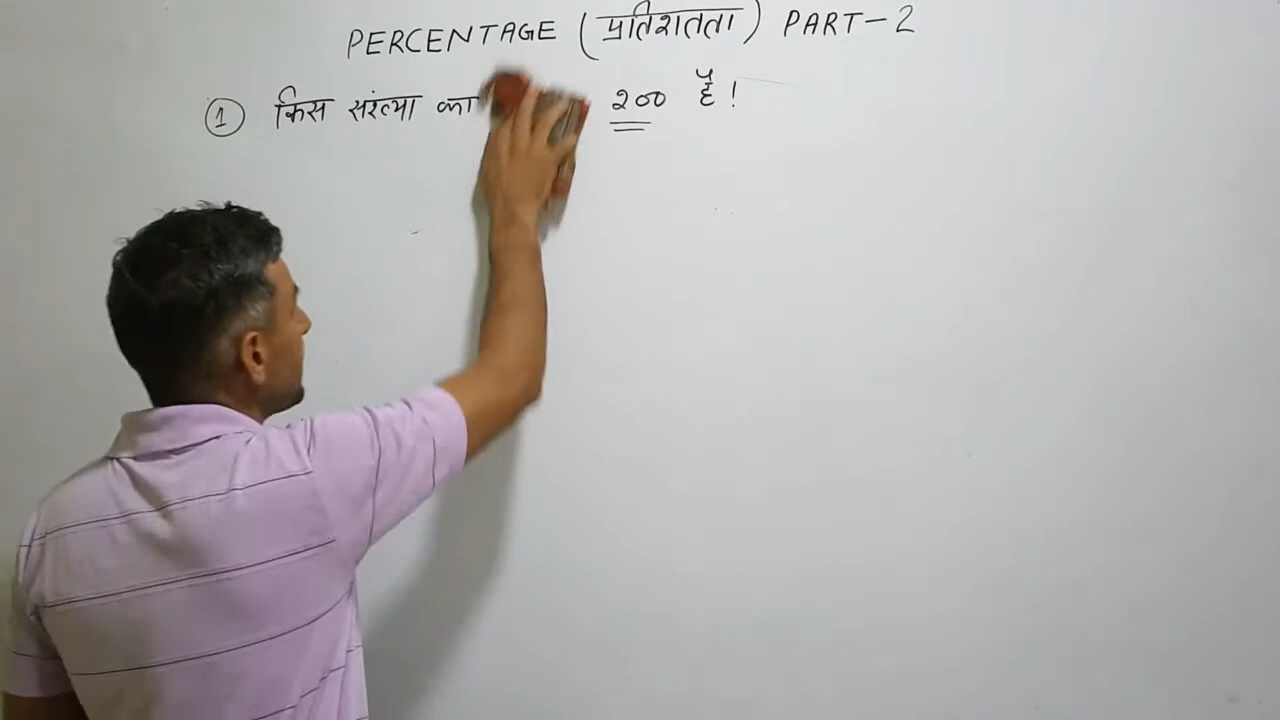 PERCENTAGE (प्रतिशतता) PART-2
1 किस संख्या का 200 है !